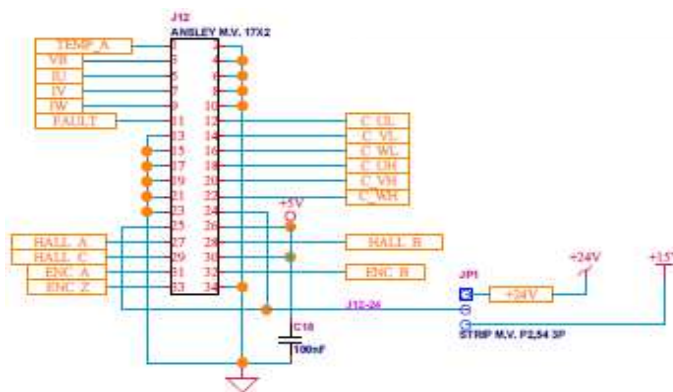 J12
ANSLEY M.V. 17X2
TEMP_A
VB
IU
IV
IW
FAULT
1 2
3 4
5 6
7 8
9 10
11 12
13 14
15 16
17 18
19 20
21 22
23 24
25 26
27 28
29 30
31 32
33 34
C_UL
C_VL
C_WL
C_UH
C_VH
C_WH
+5V
HALL_A
HALL_C
ENC_A
ENC_Z
HALL_B
ENC_B
J12-24
C18
100nF
JP1
+24V
+24V
+15V
STRIP M.V. P2,54 3P